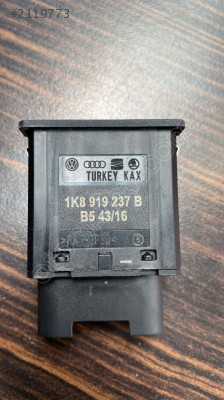 #2119773
TURKEY KAX
1K8 919 237 B
B5 43/16